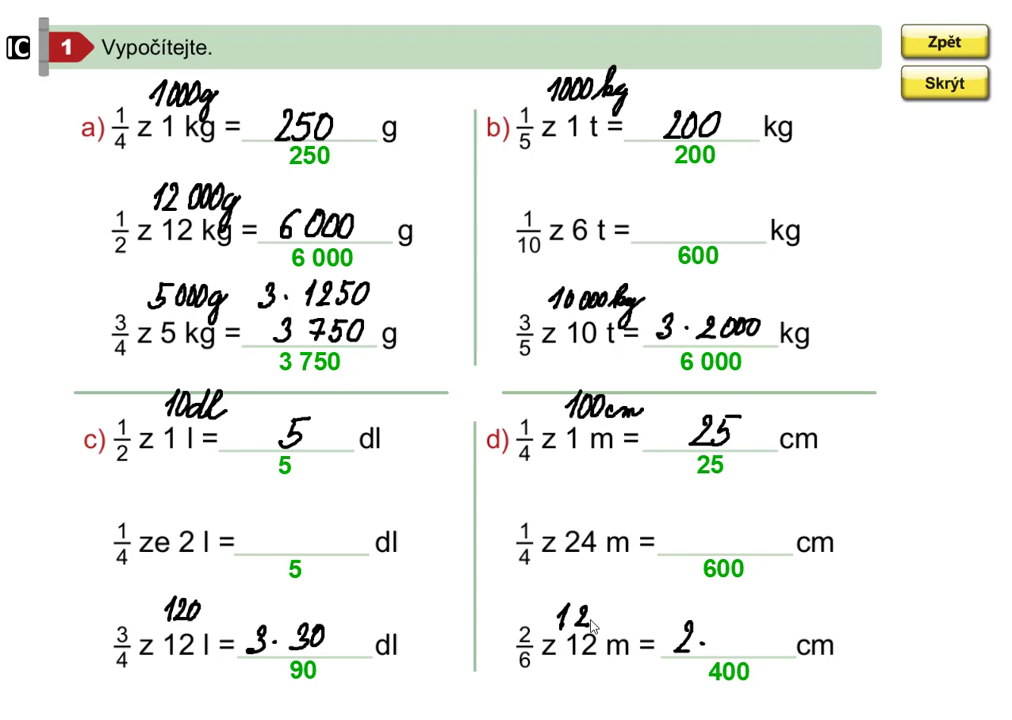 IC 1 Vypočítejte. Zpět
Skrýt
1000g
a) 1/4 z 1 kg = 250 g
250
12 000g
1/2 z 12 kg = 6 000 g
6 000
5 000g 3 · 1250
3/4 z 5 kg = 3 750 g
3 750
1000 kg
b) 1/5 z 1 t = 200 kg
200
1/10 z 6 t = kg
600
10 000 kg
3/5 z 10 t = 3 · 2000 kg
6 000
10dl
c) 1/2 z 1 l = 5 dl
5
1/4 ze 2 l = dl
5
120
3/4 z 12 l = 3 · 30 dl
90
100cm
d) 1/4 z 1 m = 25 cm
25
1/4 z 24 m = cm
600
12
2/6 z 12 m = 2 · cm
400